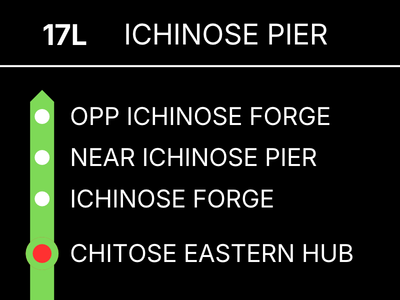 17L ICHINOSE PIER
OPP ICHINOSE FORGE
NEAR ICHINOSE PIER
ICHINOSE FORGE
CHITOSE EASTERN HUB